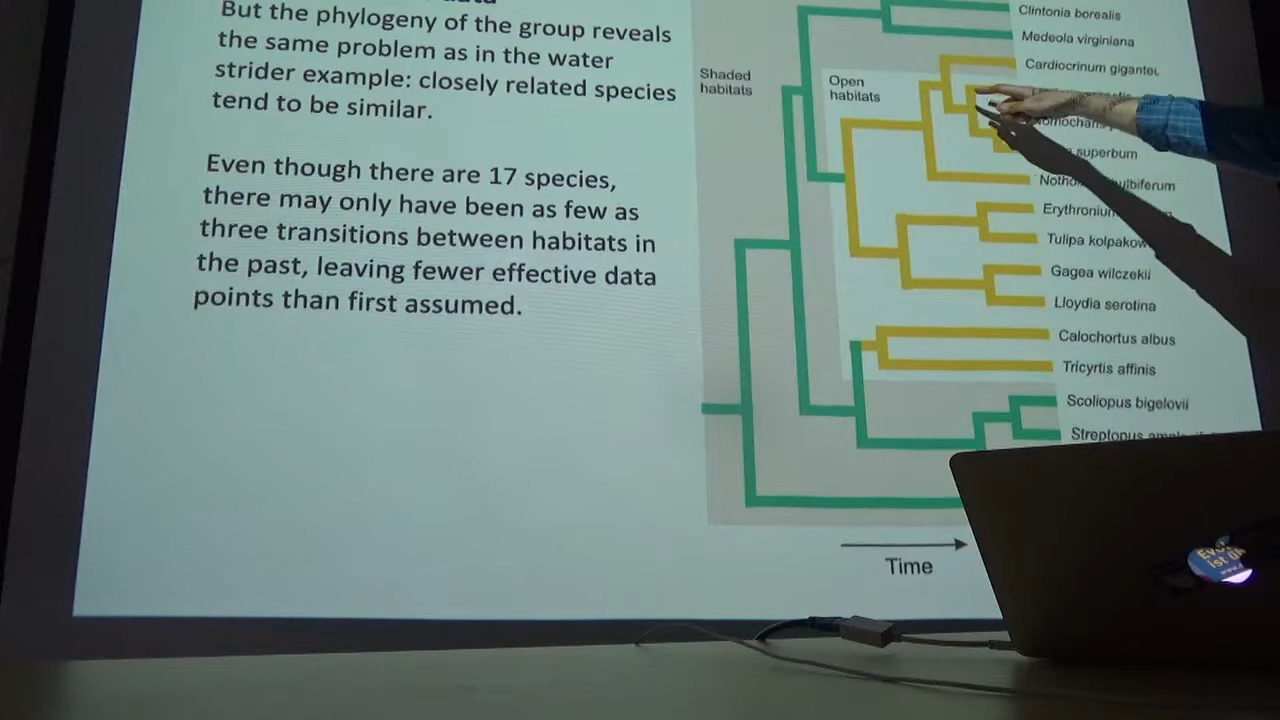 But the phylogeny of the group reveals
the same problem as in the water
strider example: closely related species
tend to be similar.
Even though there are 17 species,
there may only have been as few as
three transitions between habitats in
the past, leaving fewer effective data
points than first assumed.
Shaded
habitats
Open
habitats
Clintonia borealis
Medeola virginiana
Cardiocrinum
superbum
Tulipa
Gagea wilczekii
Lloydia serotina
Calochortus albus
Tricyrtis affinis
Scoliopus bigelovii
Streptopus
Time